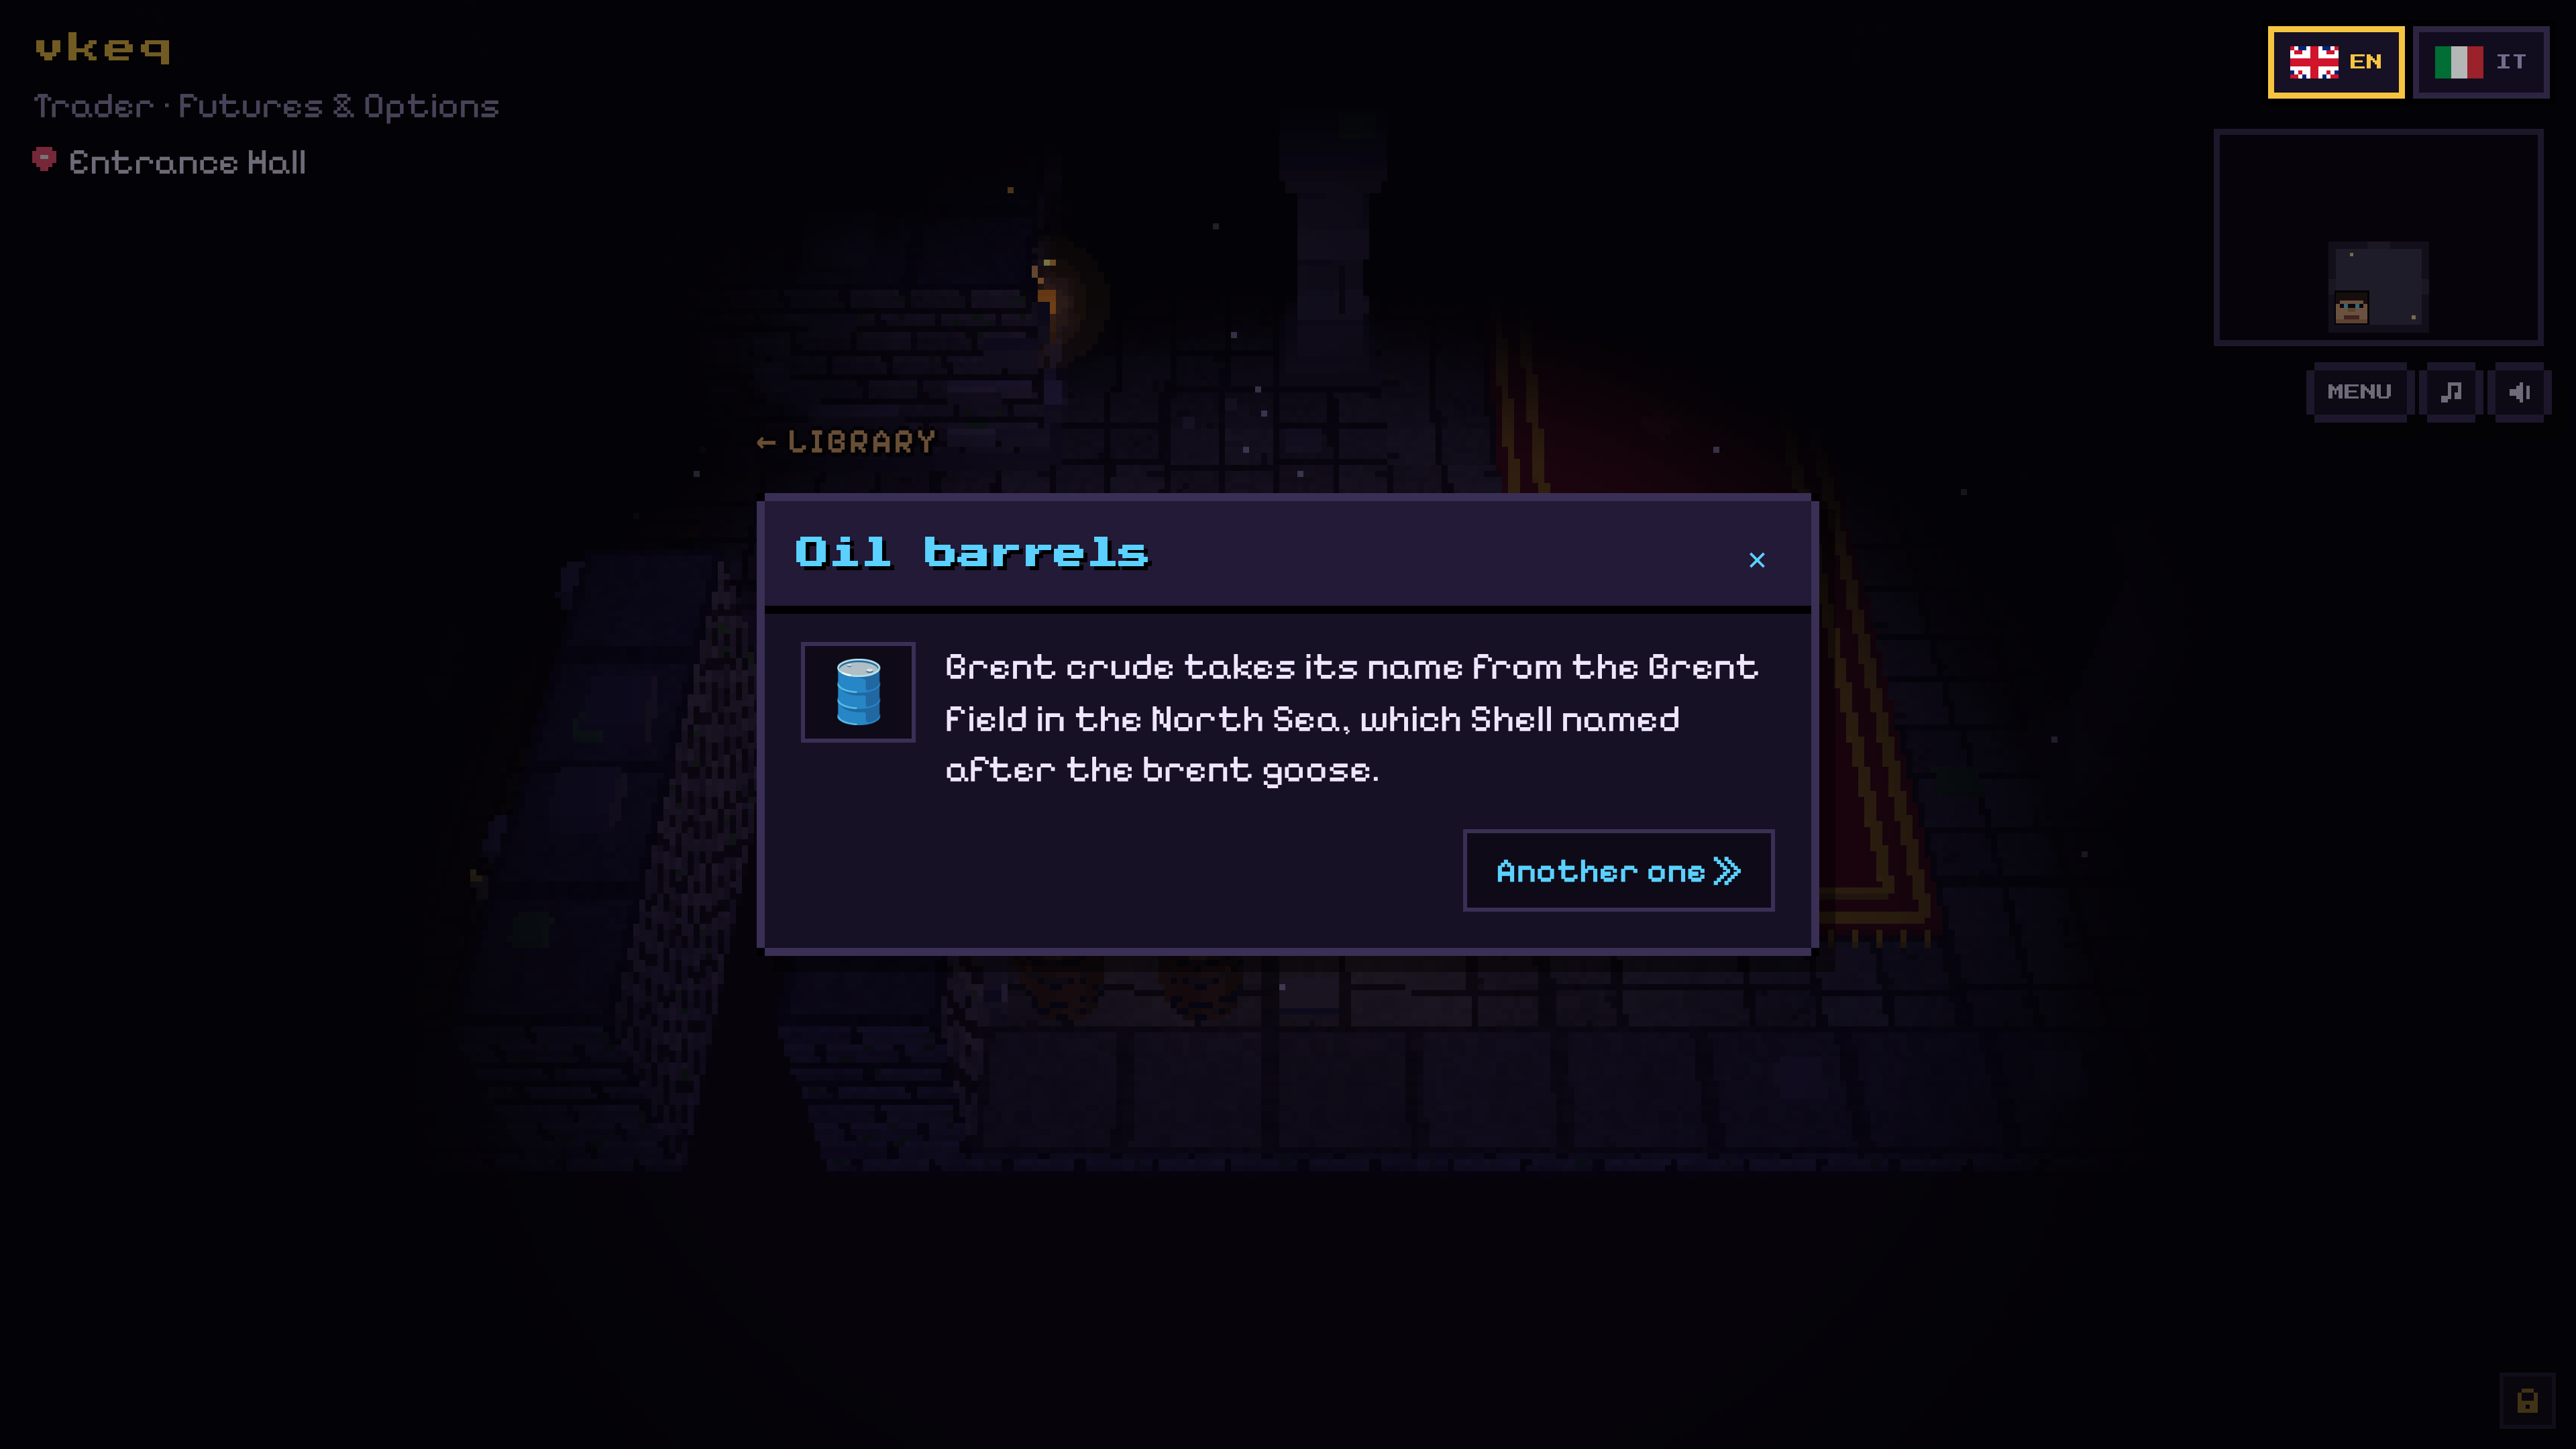 vkeq
Trader · Futures & Options
Entrance Hall
EN
IT
MENU
← LIBRARY
Oil barrels
×
Brent crude takes its name from the Brent
field in the North Sea, which Shell named
after the brent goose.
Another one »